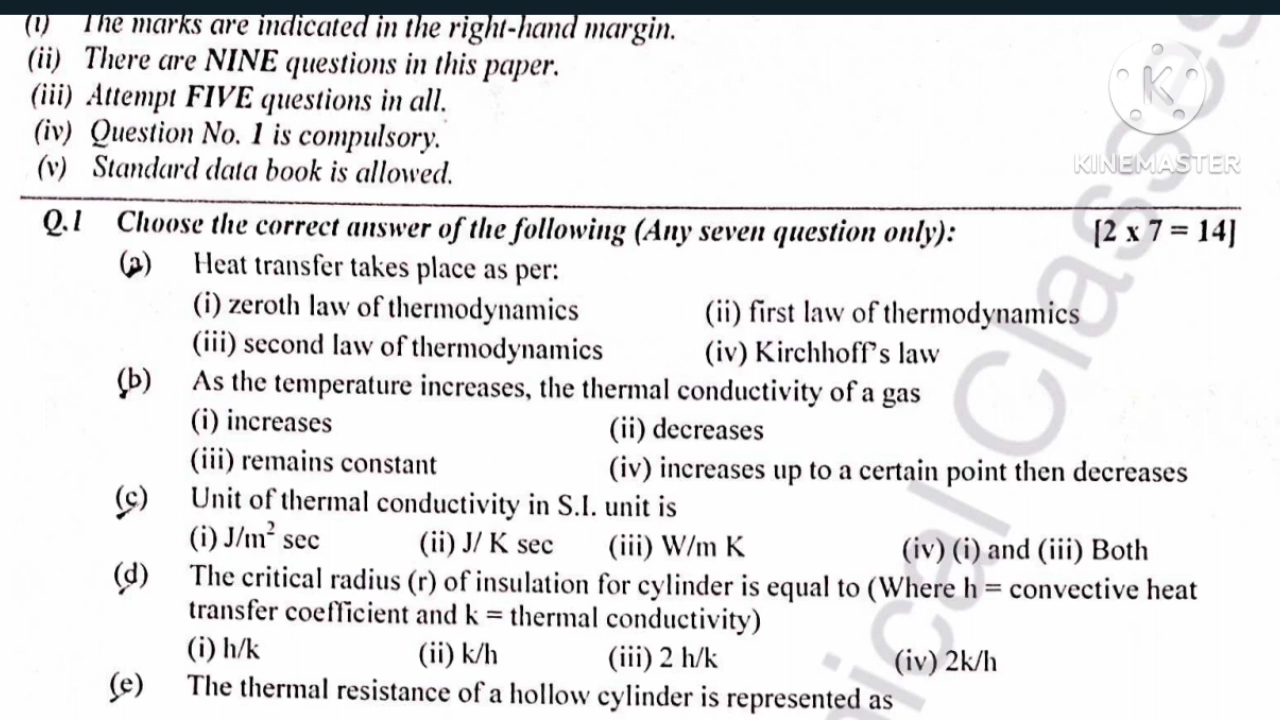 (i) The marks are indicated in the right-hand margin.
(ii) There are NINE questions in this paper.
(iii) Attempt FIVE questions in all.
(iv) Question No. 1 is compulsory.
(v) Standard data book is allowed.
KINEMASTER
Q.1 Choose the correct answer of the following (Any seven question only): [2 x 7 = 14]
(a) Heat transfer takes place as per:
(i) zeroth law of thermodynamics (ii) first law of thermodynamics
(iii) second law of thermodynamics (iv) Kirchhoff's law
(b) As the temperature increases, the thermal conductivity of a gas
(i) increases (ii) decreases
(iii) remains constant (iv) increases up to a certain point then decreases
(c) Unit of thermal conductivity in S.I. unit is
(i) J/m² sec (ii) J/ K sec (iii) W/m K (iv) (i) and (iii) Both
(d) The critical radius (r) of insulation for cylinder is equal to (Where h = convective heat
transfer coefficient and k = thermal conductivity)
(i) h/k (ii) k/h (iii) 2 h/k (iv) 2k/h
(e) The thermal resistance of a hollow cylinder is represented as
K
ical Classes